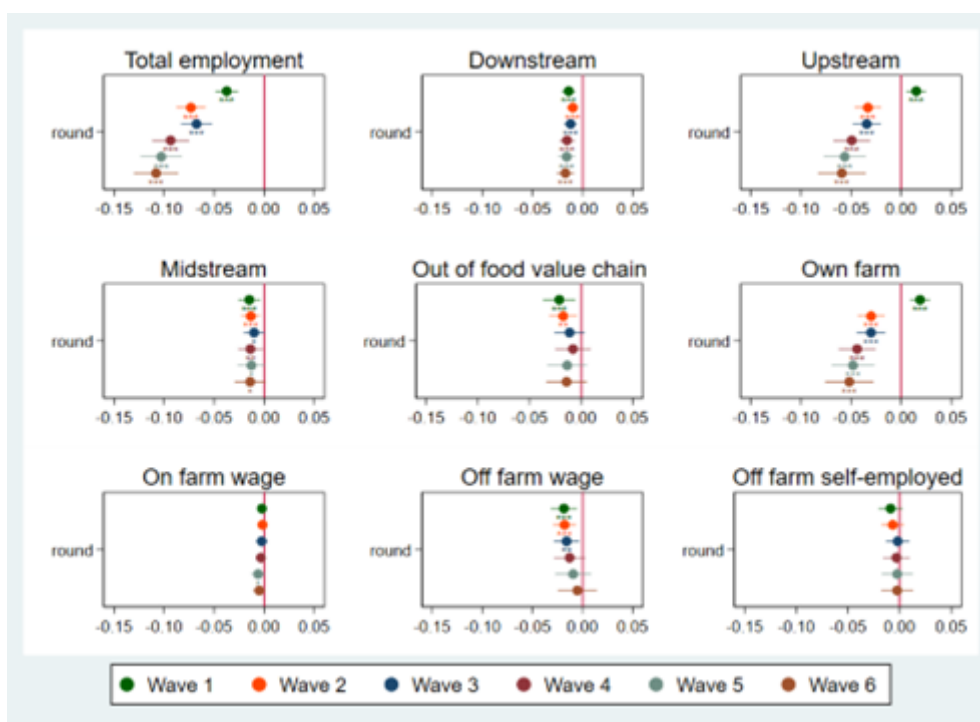 Total employment
Downstream
Upstream
round
round
round
-0.15 -0.10 -0.05 0.00 0.05
-0.15 -0.10 -0.05 0.00 0.05
-0.15 -0.10 -0.05 0.00 0.05
Midstream
Out of food value chain
Own farm
round
round
round
-0.15 -0.10 -0.05 0.00 0.05
-0.15 -0.10 -0.05 0.00 0.05
-0.15 -0.10 -0.05 0.00 0.05
On farm wage
Off farm wage
Off farm self-employed
round
round
round
-0.15 -0.10 -0.05 0.00 0.05
-0.15 -0.10 -0.05 0.00 0.05
-0.15 -0.10 -0.05 0.00 0.05
Wave 1 Wave 2 Wave 3 Wave 4 Wave 5 Wave 6